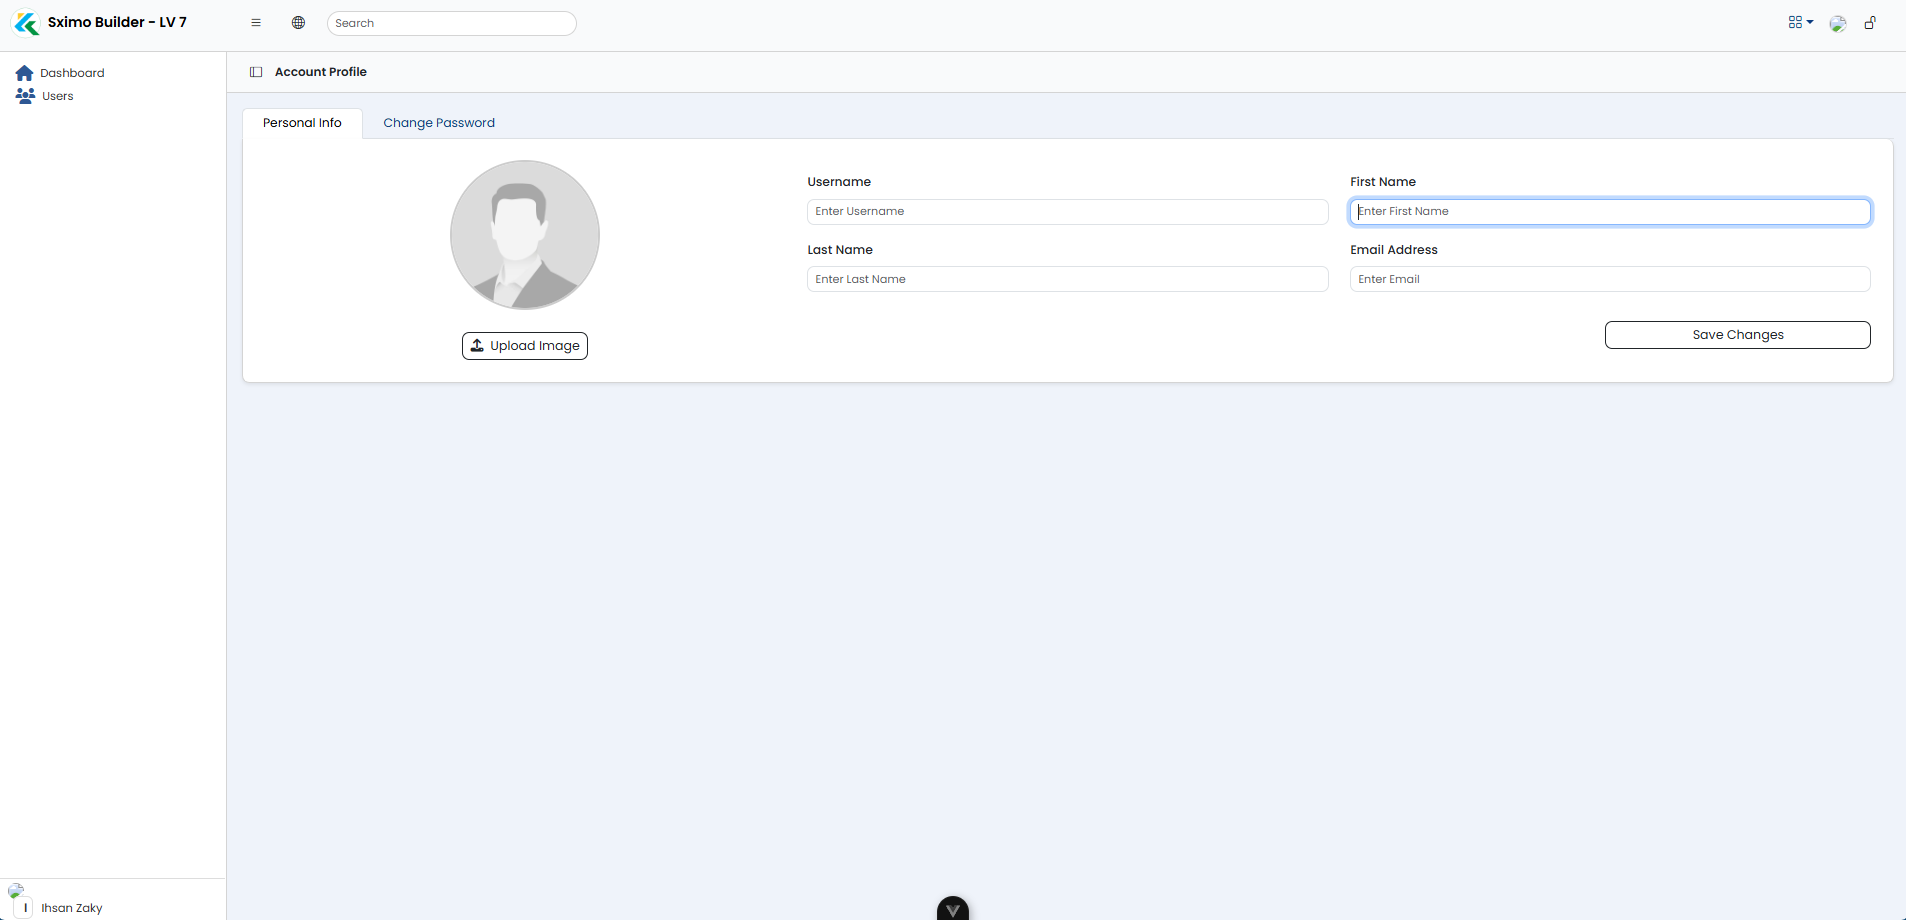 Sximo Builder - LV 7
Search
Dashboard
Users
Account Profile
Personal Info
Change Password
Username
First Name
Enter Username
Enter First Name
Last Name
Email Address
Enter Last Name
Enter Email
Upload Image
Save Changes
I
Ihsan Zaky